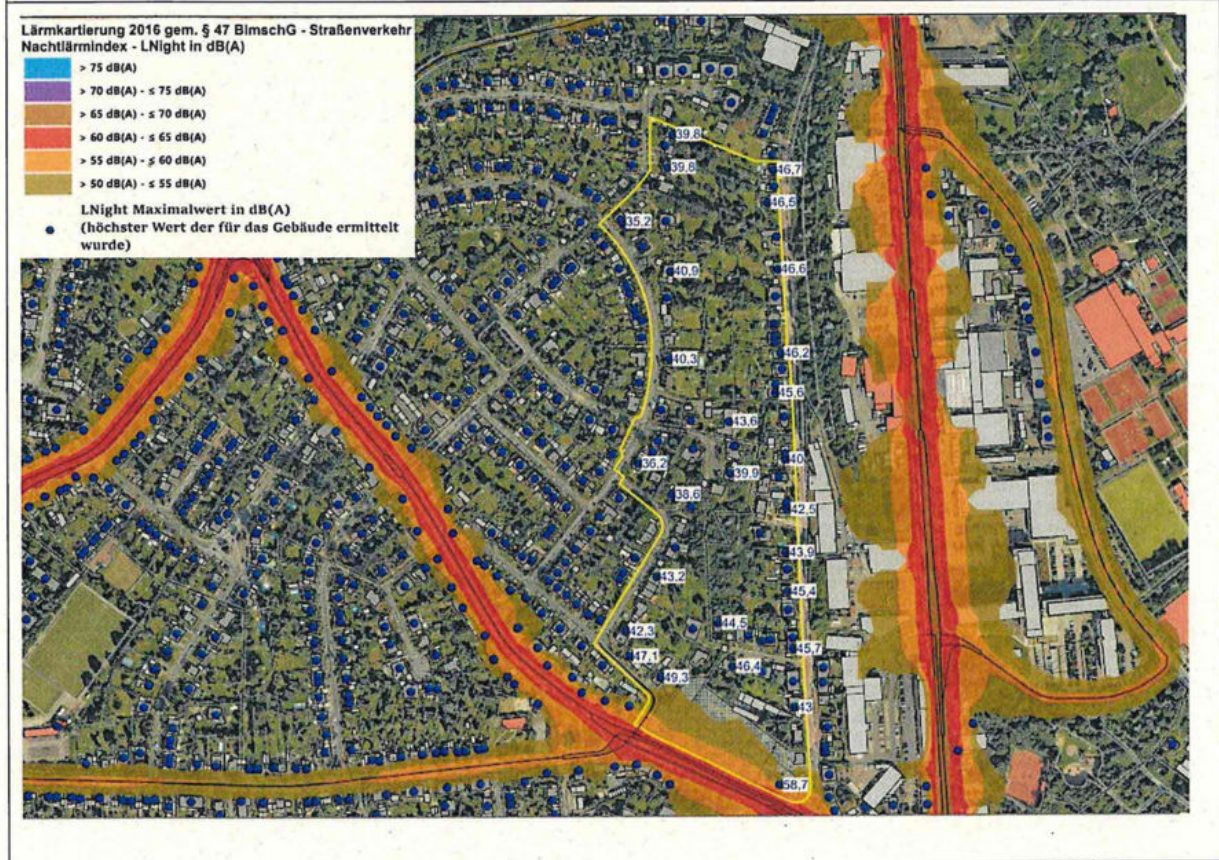 Lärmkartierung 2016 gem. § 47 BImschG - Straßenverkehr
Nachtlärmindex - LNight in dB(A)
> 75 dB(A)
> 70 dB(A) - ≤ 75 dB(A)
> 65 dB(A) - ≤ 70 dB(A)
> 60 dB(A) - ≤ 65 dB(A)
> 55 dB(A) - ≤ 60 dB(A)
> 50 dB(A) - ≤ 55 dB(A)
LNight Maximalwert in dB(A)
(höchster Wert der für das Gebäude ermittelt
wurde)
39,8
39,8
46,7
46,5
35,2
40,9
46,6
40,3
46,2
45,6
43,6
36,2
39,9
40
38,6
42,5
43,9
43,2
45,4
42,3
44,5
45,7
47,1
46,4
49,3
43
58,7